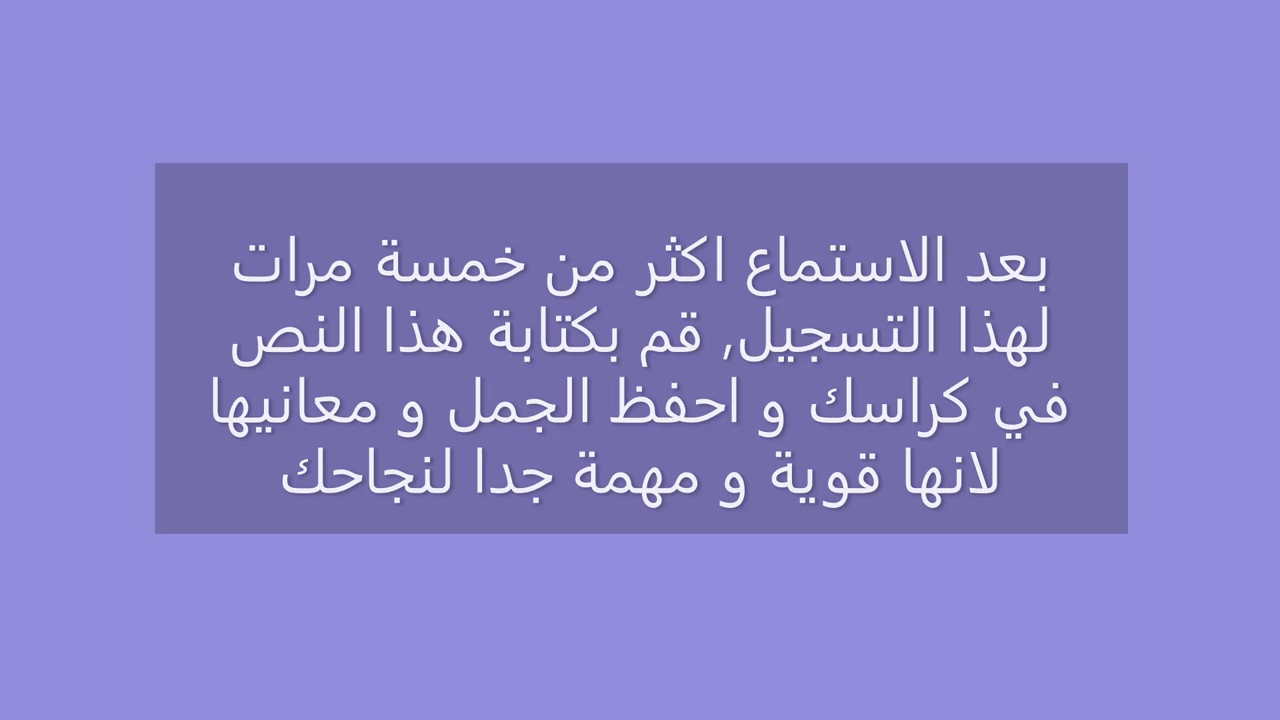 بعد الاستماع اكثر من خمسة مرات
لهذا التسجيل, قم بكتابة هذا النص
في كراسك و احفظ الجمل و معانيها
لانها قوية و مهمة جدا لنجاحك